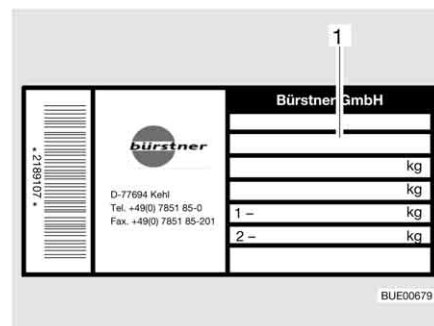 1
Bürstner GmbH
* 2189107 *
bürstner
D-77694 Kehl
Tel. +49(0) 7851 85-0
Fax. +49(0) 7851 85-201
kg
kg
1 – kg
2 – kg
BUE00679